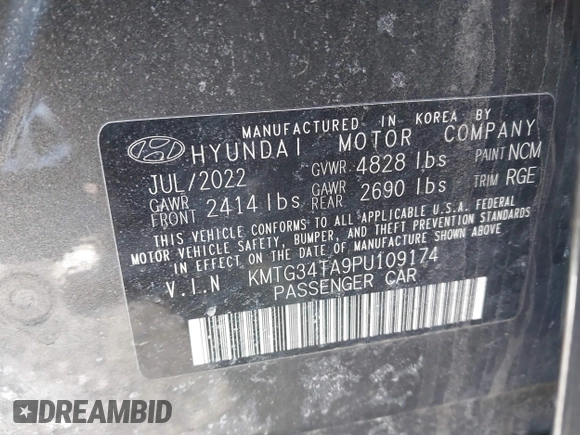 MANUFACTURED IN KOREA BY
HYUNDAI MOTOR COMPANY
JUL/2022 GVWR 4828 lbs PAINT NCM
GAWR FRONT 2414 lbs GAWR REAR 2690 lbs TRIM RGE
THIS VEHICLE CONFORMS TO ALL APPLICABLE U.S.A. FEDERAL
MOTOR VEHICLE SAFETY, BUMPER, AND THEFT PREVENTION
STANDARDS IN EFFECT ON THE DATE OF MANUFACTURE SHOWN
ABOVE.
V.I.N KMTG34TA9PU109174
PASSENGER CAR
DREAMBID